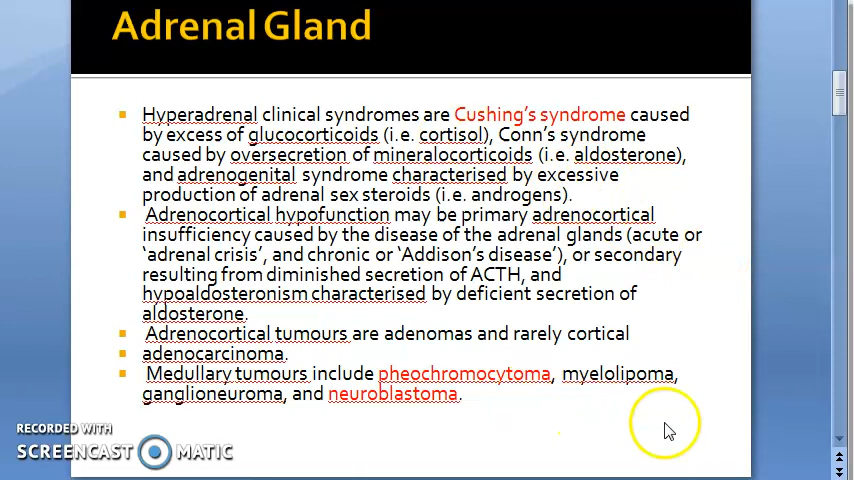 Adrenal Gland
Hyperadrenal clinical syndromes are Cushing's syndrome caused
by excess of glucocorticoids (i.e. cortisol), Conn's syndrome
caused by oversecretion of mineralocorticoids (i.e. aldosterone),
and adrenogenital syndrome characterised by excessive
production of adrenal sex steroids (i.e. androgens).
Adrenocortical hypofunction may be primary adrenocortical
insufficiency caused by the disease of the adrenal glands (acute or
‘adrenal crisis’, and chronic or ‘Addison's disease’), or secondary
resulting from diminished secretion of ACTH, and
hypoaldosteronism characterised by deficient secretion of
aldosterone.
Adrenocortical tumours are adenomas and rarely cortical
adenocarcinoma.
Medullary tumours include pheochromocytoma, myelolipoma,
ganglioneuroma, and neuroblastoma.
RECORDED WITH
SCREENCAST MATIC